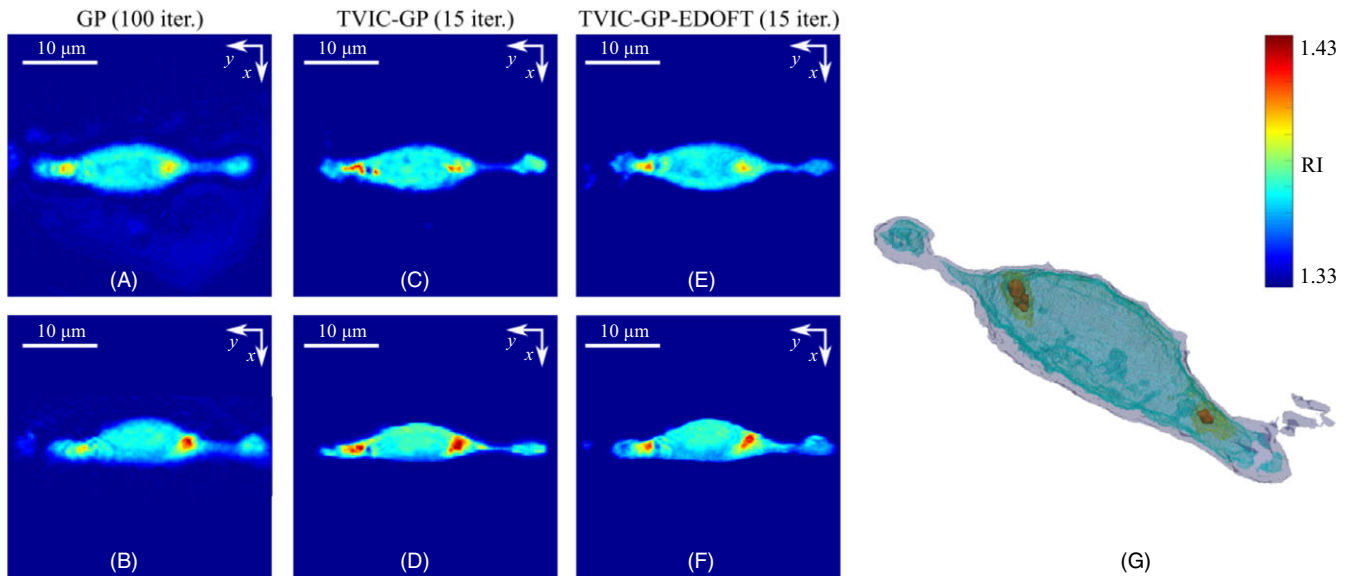 GP (100 iter.)
TVIC-GP (15 iter.)
TVIC-GP-EDOFT (15 iter.)
10 µm
y
x
(A)
10 µm
y
x
(C)
10 µm
y
x
(E)
1.43
RI
1.33
10 µm
y
x
(B)
10 µm
y
x
(D)
10 µm
y
x
(F)
(G)